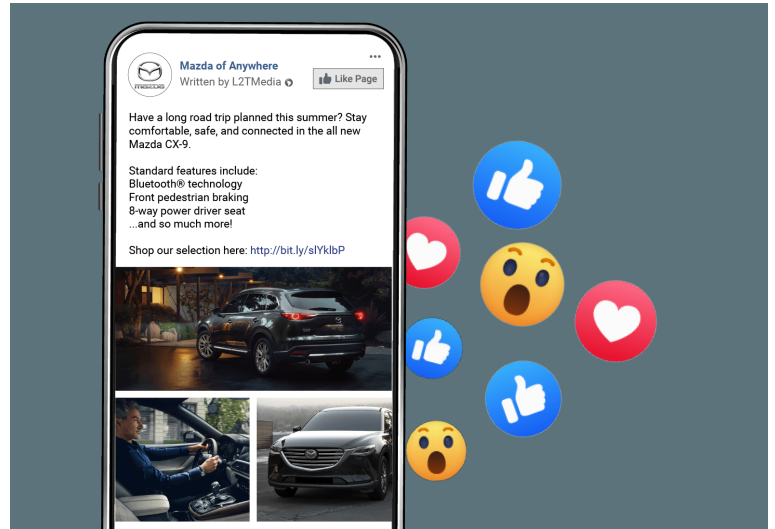 Mazda of Anywhere
Written by L2TMedia
Like Page
mazda
Have a long road trip planned this summer? Stay
comfortable, safe, and connected in the all new
Mazda CX-9.
Standard features include:
Bluetooth® technology
Front pedestrian braking
8-way power driver seat
...and so much more!
Shop our selection here: http://bit.ly/slYklbP